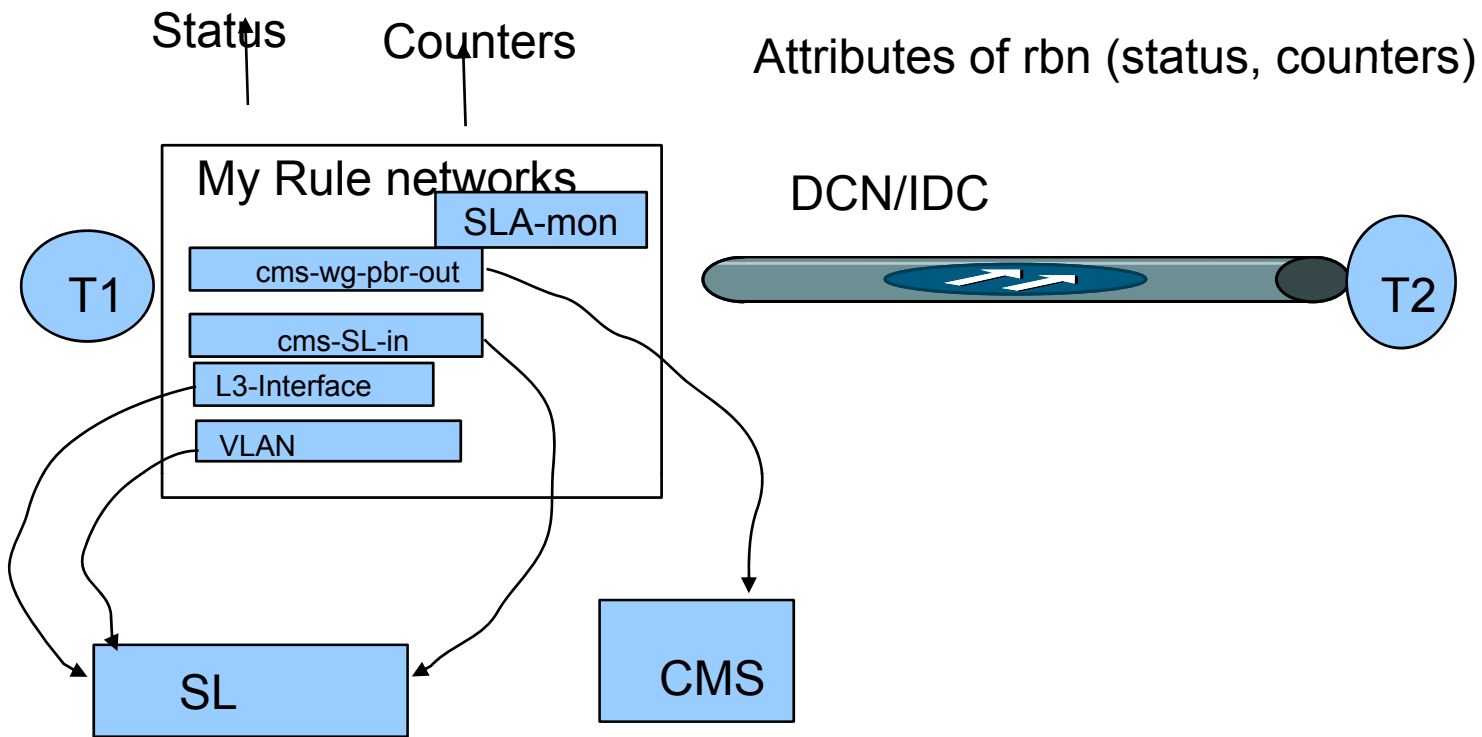 Status
Counters
Attributes of rbn (status, counters)
My Rule networks
DCN/IDC
SLA-mon
cms-wg-pbr-out
T1
T2
cms-SL-in
L3-Interface
VLAN
SL
CMS